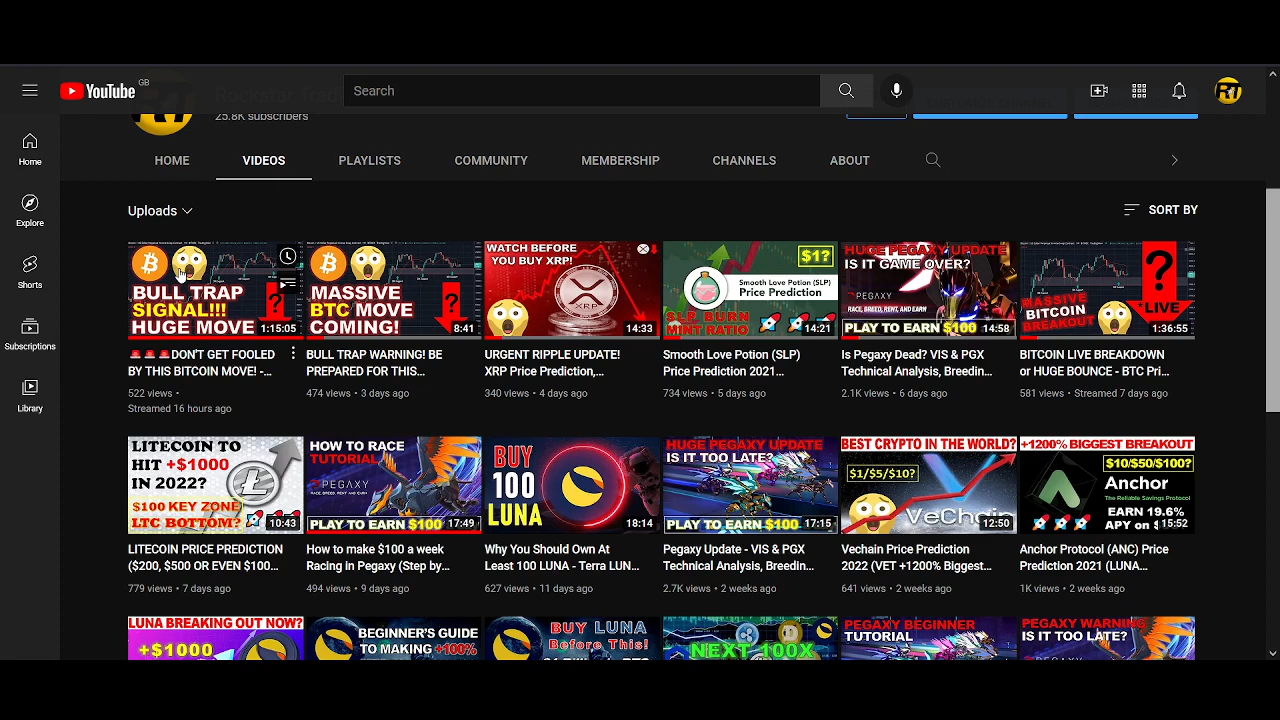 YouTube GB
Search
RT
Rockstar Trad
25.8K subscribers
HOME VIDEOS PLAYLISTS COMMUNITY MEMBERSHIP CHANNELS ABOUT
Home
Explore
Shorts
Subscriptions
Library
Uploads
SORT BY
BULL TRAP
SIGNAL!!!
HUGE MOVE
1:15:05
🚨🚨🚨DON'T GET FOOLED
BY THIS BITCOIN MOVE! -...
522 views •
Streamed 16 hours ago
MASSIVE
BTC MOVE
COMING!
8:41
BULL TRAP WARNING! BE
PREPARED FOR THIS...
474 views • 3 days ago
WATCH BEFORE
YOU BUY XRP!
14:33
URGENT RIPPLE UPDATE!
XRP Price Prediction,...
340 views • 4 days ago
$1?
Smooth Love Potion (SLP)
Price Prediction
SLP BURN
MINT RATIO
14:21
Smooth Love Potion (SLP)
Price Prediction 2021...
734 views • 5 days ago
HUGE PEGAXY UPDATE
IS IT GAME OVER?
PEGAXY
RACE, BREED, RENT, AND EARN
PLAY TO EARN $100
14:58
Is Pegaxy Dead? VIS & PGX
Technical Analysis, Breedin...
2.1K views • 6 days ago
?
*LIVE
MASSIVE
BITCOIN
BREAKOUT
1:36:55
BITCOIN LIVE BREAKDOWN
or HUGE BOUNCE - BTC Pri...
581 views • Streamed 7 days ago
LITECOIN TO
HIT +$1000
IN 2022?
$100 KEY ZONE
LTC BOTTOM?
10:43
LITECOIN PRICE PREDICTION
($200, $500 OR EVEN $100...
779 views • 7 days ago
HOW TO RACE
TUTORIAL
PEGAXY
RACE, BREED, RENT AND EARN
PLAY TO EARN $100
17:49
How to make $100 a week
Racing in Pegaxy (Step by...
494 views • 9 days ago
BUY
100
LUNA
18:14
Why You Should Own At
Least 100 LUNA - Terra LUN...
627 views • 11 days ago
HUGE PEGAXY UPDATE
IS IT TOO LATE?
PLAY TO EARN $100
17:15
Pegaxy Update - VIS & PGX
Technical Analysis, Breedin...
2.7K views • 2 weeks ago
BEST CRYPTO IN THE WORLD?
$1/$5/$10?
VeChain
12:50
Vechain Price Prediction
2022 (VET +1200% Biggest...
641 views • 2 weeks ago
+1200% BIGGEST BREAKOUT
$10/$50/$100?
Anchor
The Reliable Savings Protocol
EARN 19.6%
APY on $
15:52
Anchor Protocol (ANC) Price
Prediction 2021 (LUNA...
1K views • 2 weeks ago
LUNA BREAKING OUT NOW?
+$1000
BEGINNER'S GUIDE
TO MAKING +100%
BUY LUNA
Before This!
NEXT 100X
PEGAXY BEGINNER
TUTORIAL
PEGAXY WARNING
IS IT TOO LATE?